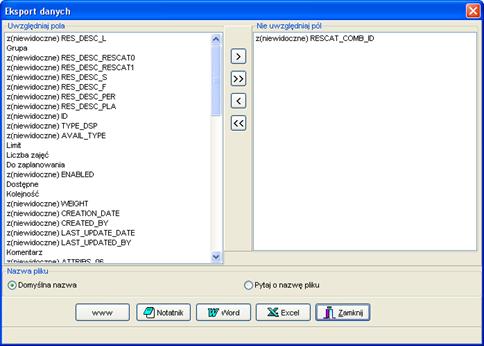 Eksport danych
Uwzględniaj pola
z(niewidoczne) RES_DESC_L
Grupa
z(niewidoczne) RES_DESC_RESCAT0
z(niewidoczne) RES_DESC_RESCAT1
z(niewidoczne) RES_DESC_S
z(niewidoczne) RES_DESC_F
z(niewidoczne) RES_DESC_PER
z(niewidoczne) RES_DESC_PLA
z(niewidoczne) ID
z(niewidoczne) TYPE_DSP
z(niewidoczne) AVAIL_TYPE
Limit
Liczba zajęć
Do zaplanowania
z(niewidoczne) ENABLED
Dostępne
Kolejność
z(niewidoczne) WEIGHT
z(niewidoczne) CREATION_DATE
z(niewidoczne) CREATED_BY
z(niewidoczne) LAST_UPDATE_DATE
z(niewidoczne) LAST_UPDATED_BY
Komentarz
z(niewidoczne) ATTRIBS_06
>
>>
<
<<
Nie uwzględniaj pól
z(niewidoczne) RESCAT_COMB_ID
Nazwa pliku
Domyślna nazwa
Pytaj o nazwę pliku
www
Notatnik
Word
Excel
Zamknij